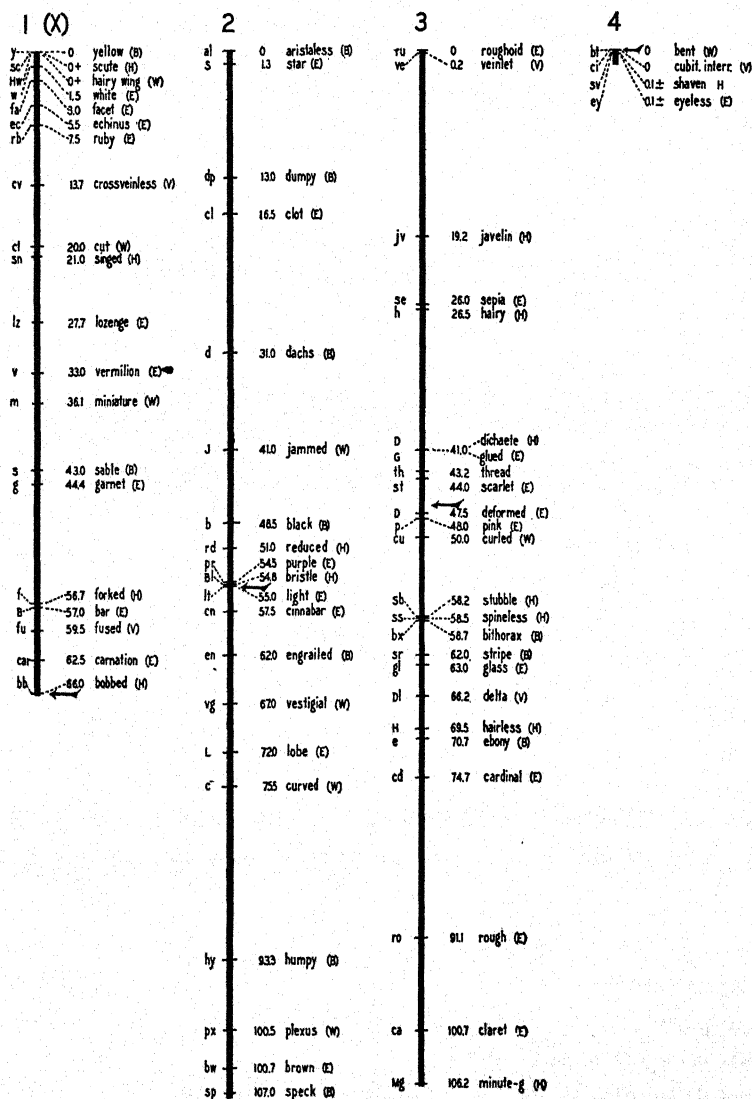 1 (X)
y 0 yellow (B)
sc 0+ scute (H)
Hw 0+ hairy wing (W)
w 1.5 white (E)
fa 3.0 facet (E)
ec 5.5 echinus (E)
rb 7.5 ruby (E)
cv 13.7 crossveinless (V)
ct 20.0 cut (W)
sn 21.0 singed (H)
lz 27.7 lozenge (E)
v 33.0 vermilion (E)
m 36.1 miniature (W)
s 43.0 sable (B)
g 44.4 garnet (E)
f 56.7 forked (H)
B 57.0 bar (E)
fu 59.5 fused (V)
car 62.5 carnation (E)
bb 66.0 bobbed (H)
2
al 0 aristaless (B)
s 1.3 star (E)
dp 13.0 dumpy (B)
cl 16.5 clot (E)
d 31.0 dachs (B)
J 41.0 jammed (W)
b 48.5 black (B)
rd 51.0 reduced (H)
pr 54.5 purple (E)
Bl 54.8 bristle (H)
lt 55.0 light (E)
cn 57.5 cinnabar (E)
en 62.0 engrailed (B)
vg 67.0 vestigial (W)
L 72.0 lobe (E)
c 75.5 curved (W)
hy 93.3 humpy (B)
px 100.5 plexus (W)
bw 100.7 brown (E)
sp 107.0 speck (B)
3
ru 0 roughoid (E)
ve 0.2 veinlet (V)
jv 19.2 javelin (H)
se 26.0 sepia (E)
h 26.5 hairy (H)
D 41.0 dichaete (H)
G glued (E)
th 43.2 thread
st 44.0 scarlet (E)
D 47.5 deformed (E)
p 48.0 pink (E)
cu 50.0 curled (W)
sb 58.2 stubble (H)
ss 58.5 spineless (H)
bx 58.7 bithorax (B)
sr 62.0 stripe (B)
gl 63.0 glass (E)
Dl 66.2 delta (V)
H 69.5 hairless (H)
e 70.7 ebony (B)
cd 74.7 cardinal (E)
ro 91.1 rough (E)
ca 100.7 claret (E)
Mg 106.2 minute-g (H)
4
bt 0 bent (W)
ci 0 cubit. interr. (V)
sv 0.1± shaven H
ey 0.1± eyeless (E)